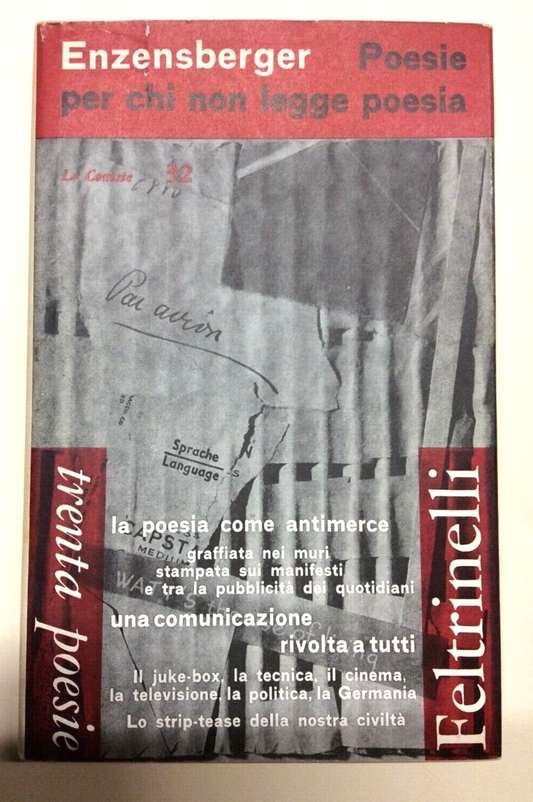 Enzensberger Poesie
per chi non legge poesia
Le Comete 32
Par avion
Sprache
Language
CAPST
MEDIU
la poesia come antimerce
graffiata nei muri
stampata sui manifesti
e tra la pubblicità dei quotidiani
una comunicazione
rivolta a tutti
Il juke-box, la tecnica, il cinema,
la televisione, la politica, la Germania
Lo strip-tease della nostra civiltà
trenta poesie
Feltrinelli